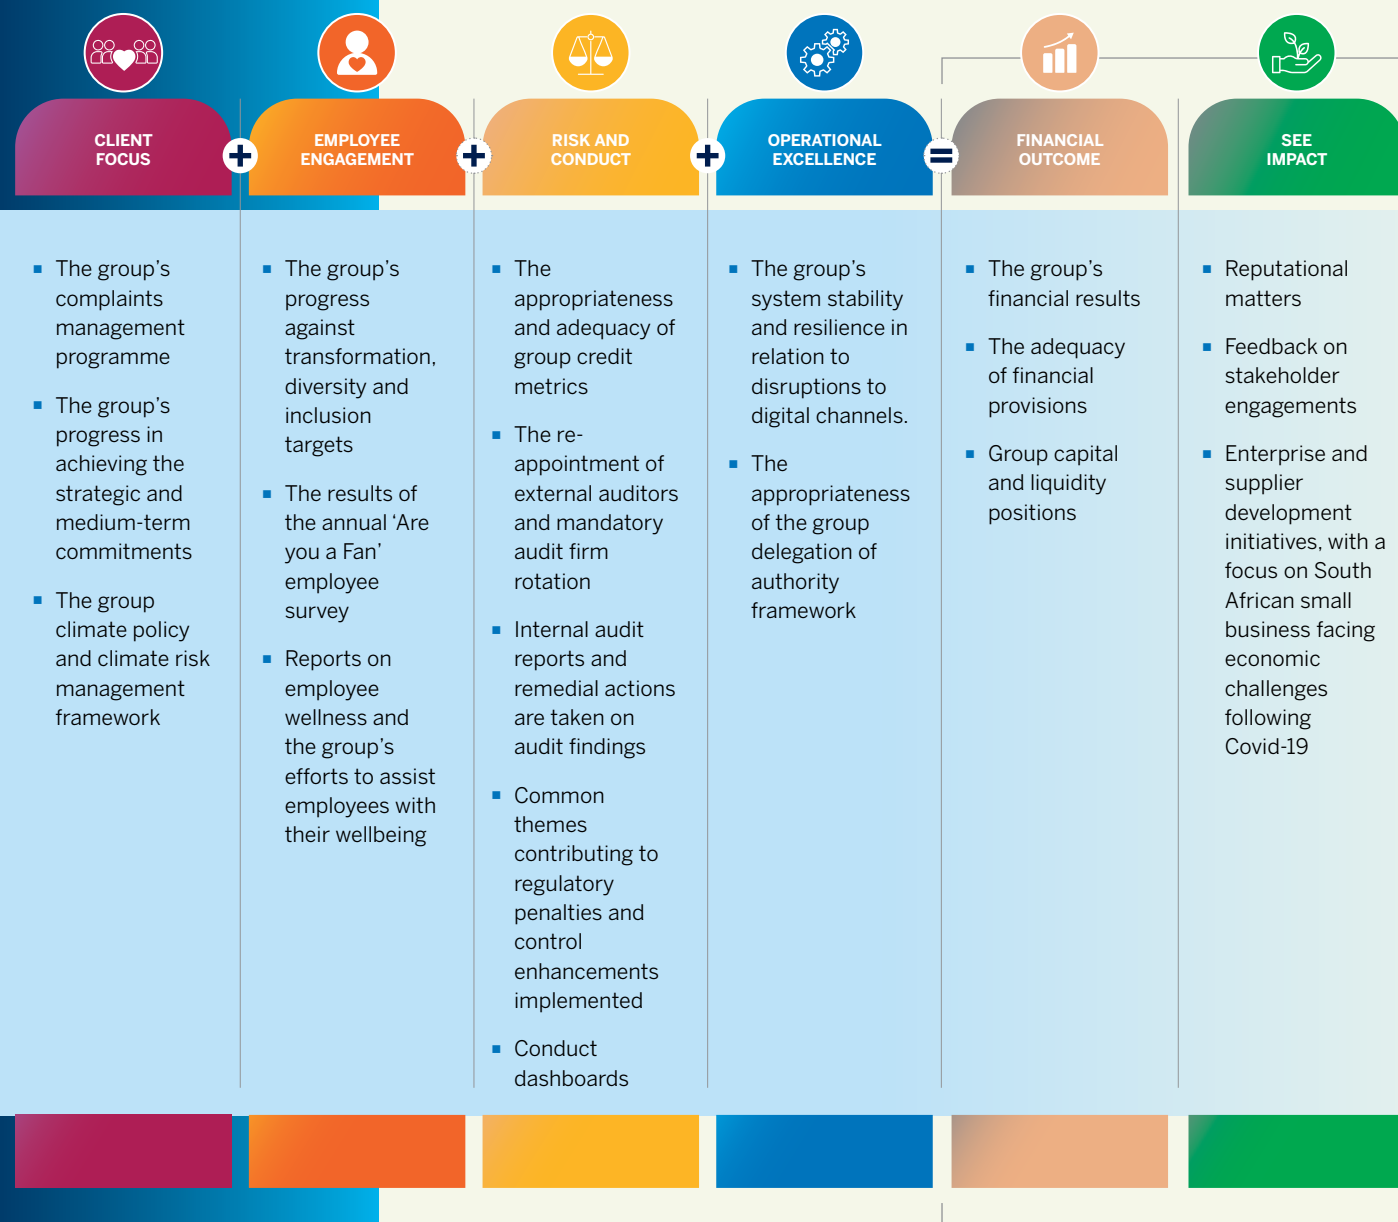 CLIENT
FOCUS
+
EMPLOYEE
ENGAGEMENT
+
RISK AND
CONDUCT
+
OPERATIONAL
EXCELLENCE
=
FINANCIAL
OUTCOME
SEE
IMPACT
▪ The group’s
complaints
management
programme
▪ The group’s
progress in
achieving the
strategic and
medium-term
commitments
▪ The group
climate policy
and climate risk
management
framework
▪ The group’s
progress
against
transformation,
diversity and
inclusion
targets
▪ The results of
the annual ‘Are
you a Fan’
employee
survey
▪ Reports on
employee
wellness and
the group’s
efforts to assist
employees with
their wellbeing
▪ The
appropriateness
and adequacy of
group credit
metrics
▪ The re-
appointment of
external auditors
and mandatory
audit firm
rotation
▪ Internal audit
reports and
remedial actions
are taken on
audit findings
▪ Common
themes
contributing to
regulatory
penalties and
control
enhancements
implemented
▪ Conduct
dashboards
▪ The group’s
system stability
and resilience in
relation to
disruptions to
digital channels.
▪ The
appropriateness
of the group
delegation of
authority
framework
▪ The group’s
financial results
▪ The adequacy
of financial
provisions
▪ Group capital
and liquidity
positions
▪ Reputational
matters
▪ Feedback on
stakeholder
engagements
▪ Enterprise and
supplier
development
initiatives, with a
focus on South
African small
business facing
economic
challenges
following
Covid-19